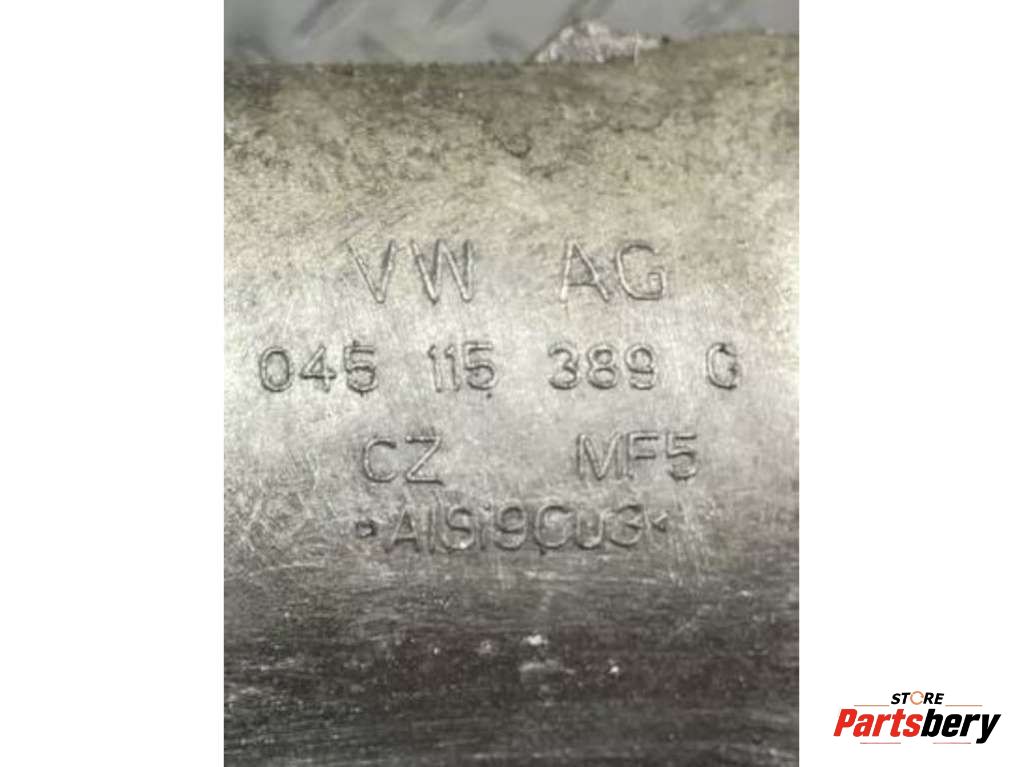 VW AG
045 115 389 G
CZ MF5
>AlSi9Cu3<
STORE
Partsbery